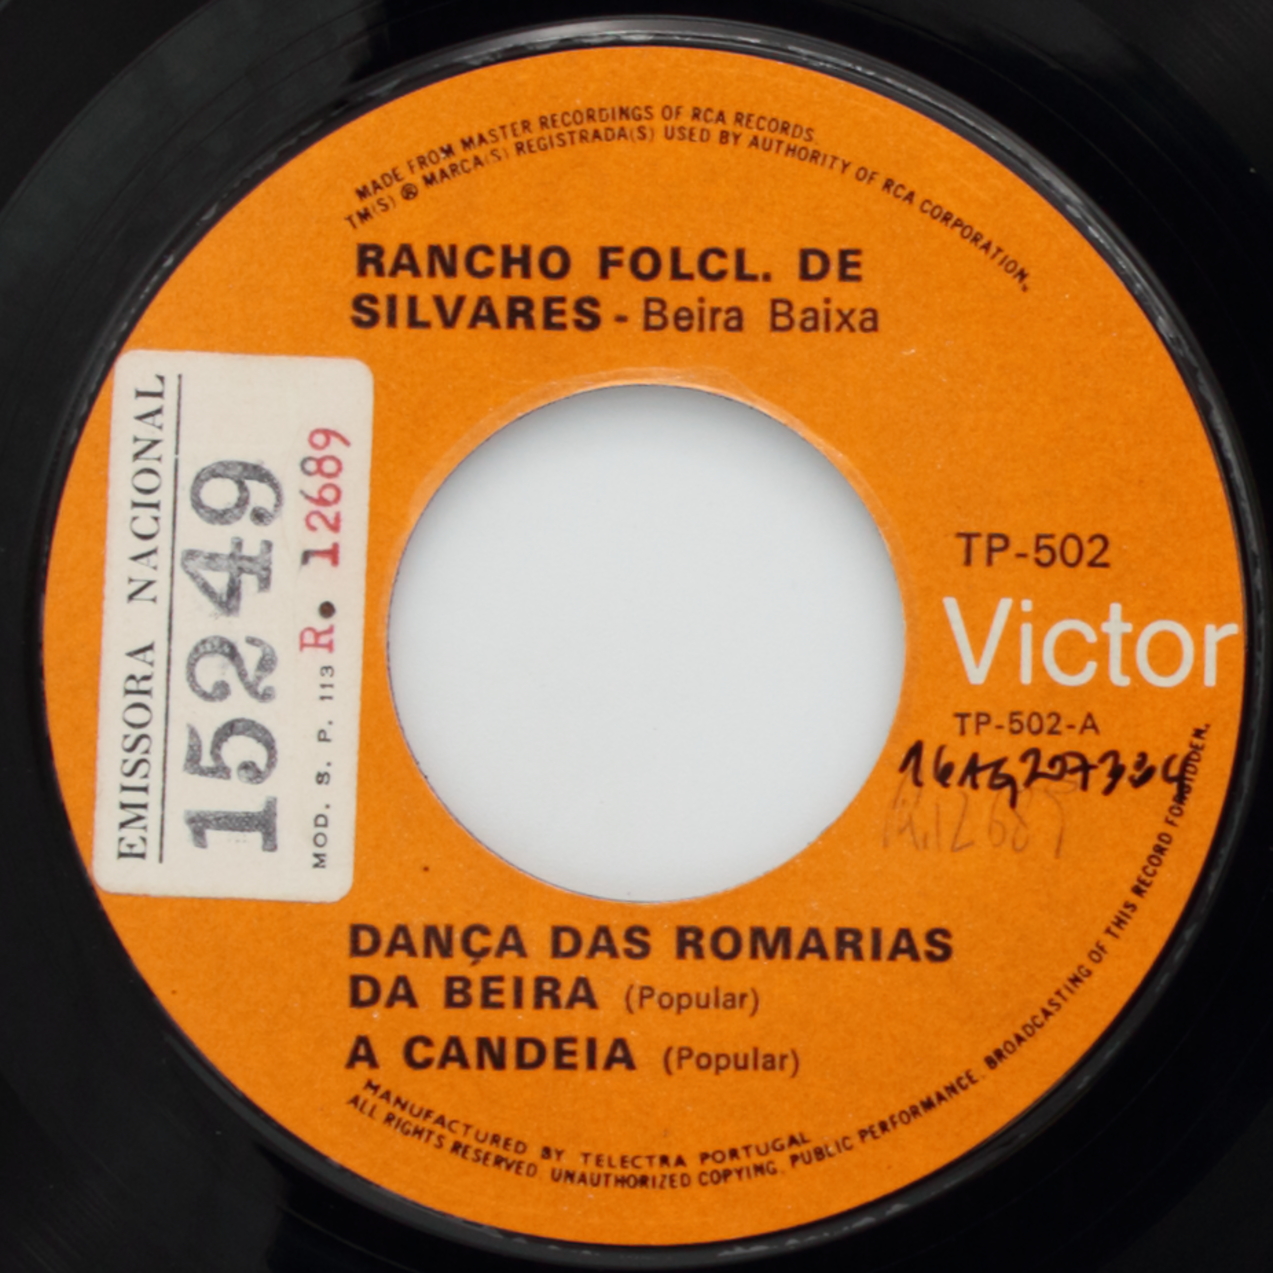 MADE FROM MASTER RECORDINGS OF RCA RECORDS.
TM(S) ® MARCA(S) REGISTRADA(S) USED BY AUTHORITY OF RCA CORPORATION.
RANCHO FOLCL. DE
SILVARES - Beira Baixa
EMISSORA NACIONAL
15249
MOD. S. P. 113 R. 12689
TP-502
Victor
TP-502-A
DANÇA DAS ROMARIAS
DA BEIRA (Popular)
A CANDEIA (Popular)
MANUFACTURED BY TELECTRA PORTUGAL
ALL RIGHTS RESERVED. UNAUTHORIZED COPYING. PUBLIC PERFORMANCE. BROADCASTING OF THIS RECORD FORBIDDEN.